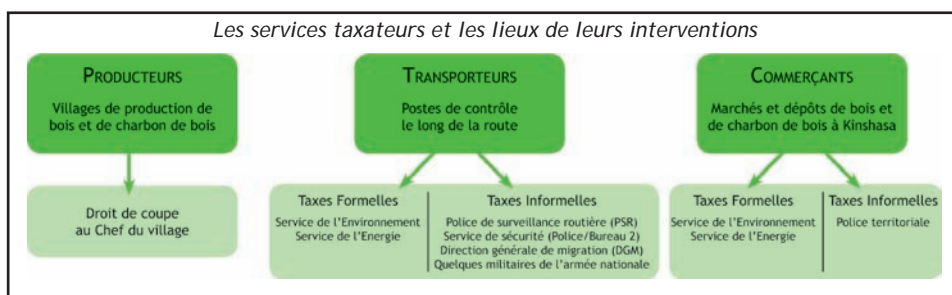 Les services taxateurs et les lieux de leurs interventions
PRODUCTEURS
Villages de production de
bois et de charbon de bois
Droit de coupe
au Chef du village
TRANSPORTEURS
Postes de contrôle
le long de la route
Taxes Formelles
Service de l'Environnement
Service de l'Energie
Taxes Informelles
Police de surveillance routière (PSR)
Service de sécurité (Police/Bureau 2)
Direction générale de migration (DGM)
Quelques militaires de l'armée nationale
COMMERÇANTS
Marchés et dépôts de bois et
de charbon de bois à Kinshasa
Taxes Formelles
Service de l'Environnement
Service de l'Energie
Taxes Informelles
Police territoriale